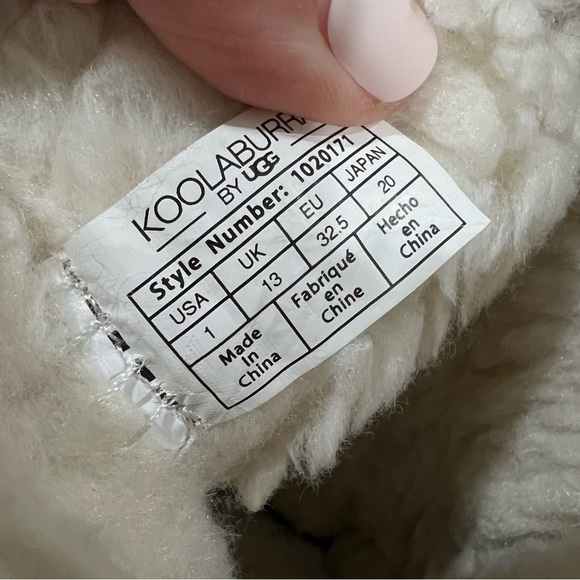 KOOLABURRA
BY UGG
Style Number: 1020171
USA UK EU JAPAN
1 13 32.5 20
Made in China Fabriqué en Chine Hecho en China